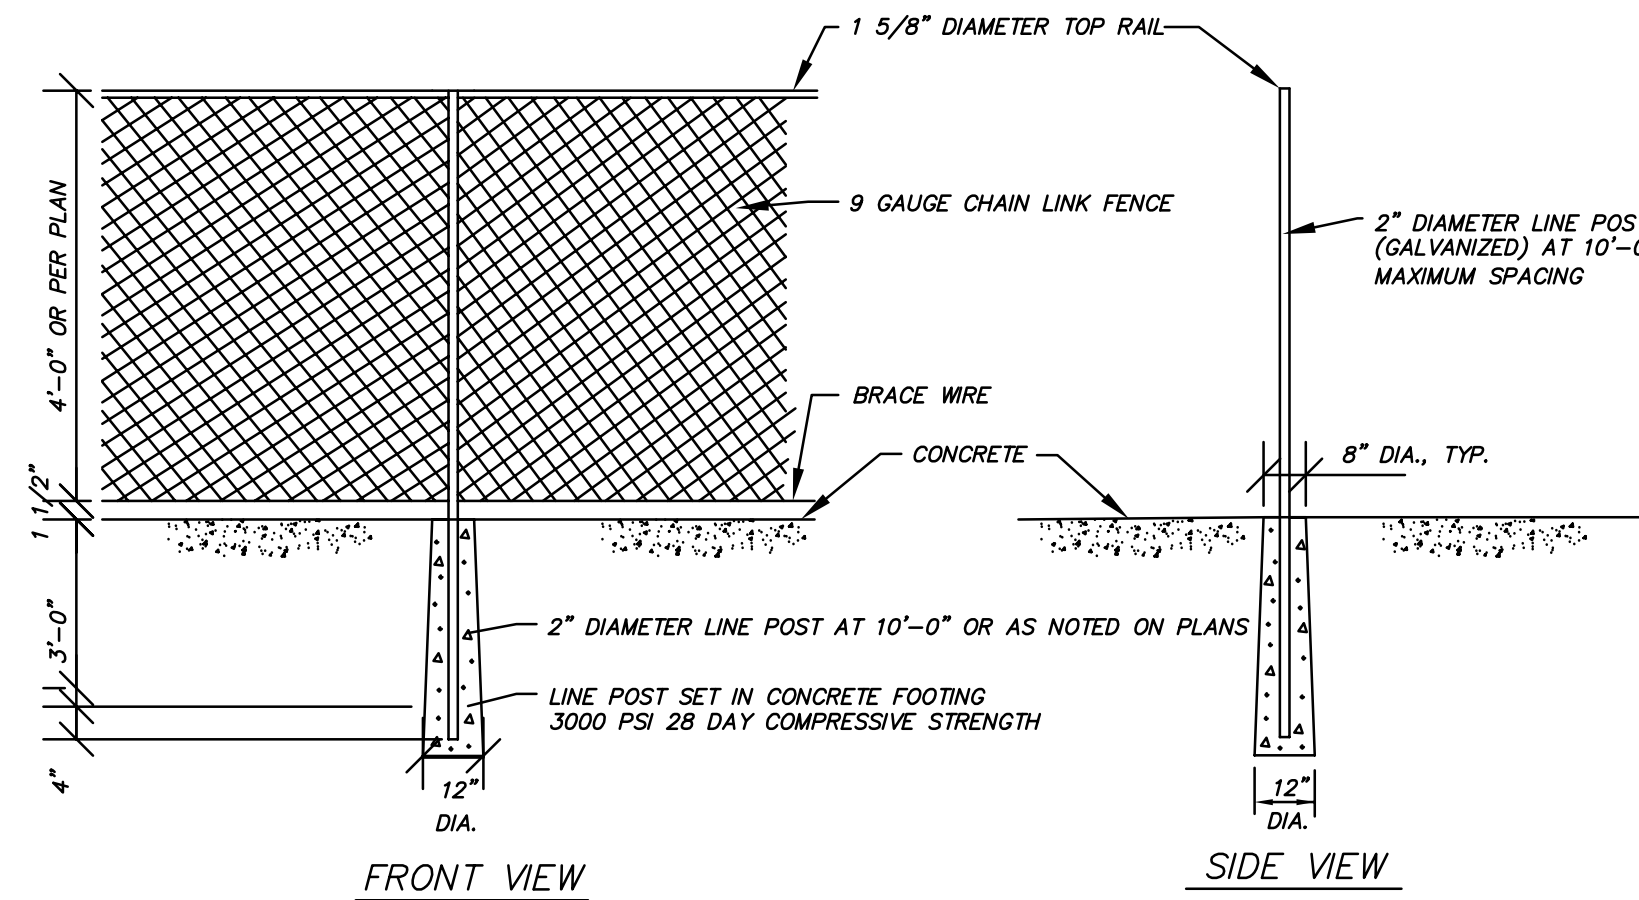 1 5/8" DIAMETER TOP RAIL
9 GAUGE CHAIN LINK FENCE
2" DIAMETER LINE POS
(GALVANIZED) AT 10'-0
MAXIMUM SPACING
4'-0" OR PER PLAN
BRACE WIRE
CONCRETE
8" DIA., TYP.
1 1/2"
3'-0"
2" DIAMETER LINE POST AT 10'-0" OR AS NOTED ON PLANS
LINE POST SET IN CONCRETE FOOTING
3000 PSI 28 DAY COMPRESSIVE STRENGTH
4"
12"
DIA.
12"
DIA.
FRONT VIEW
SIDE VIEW